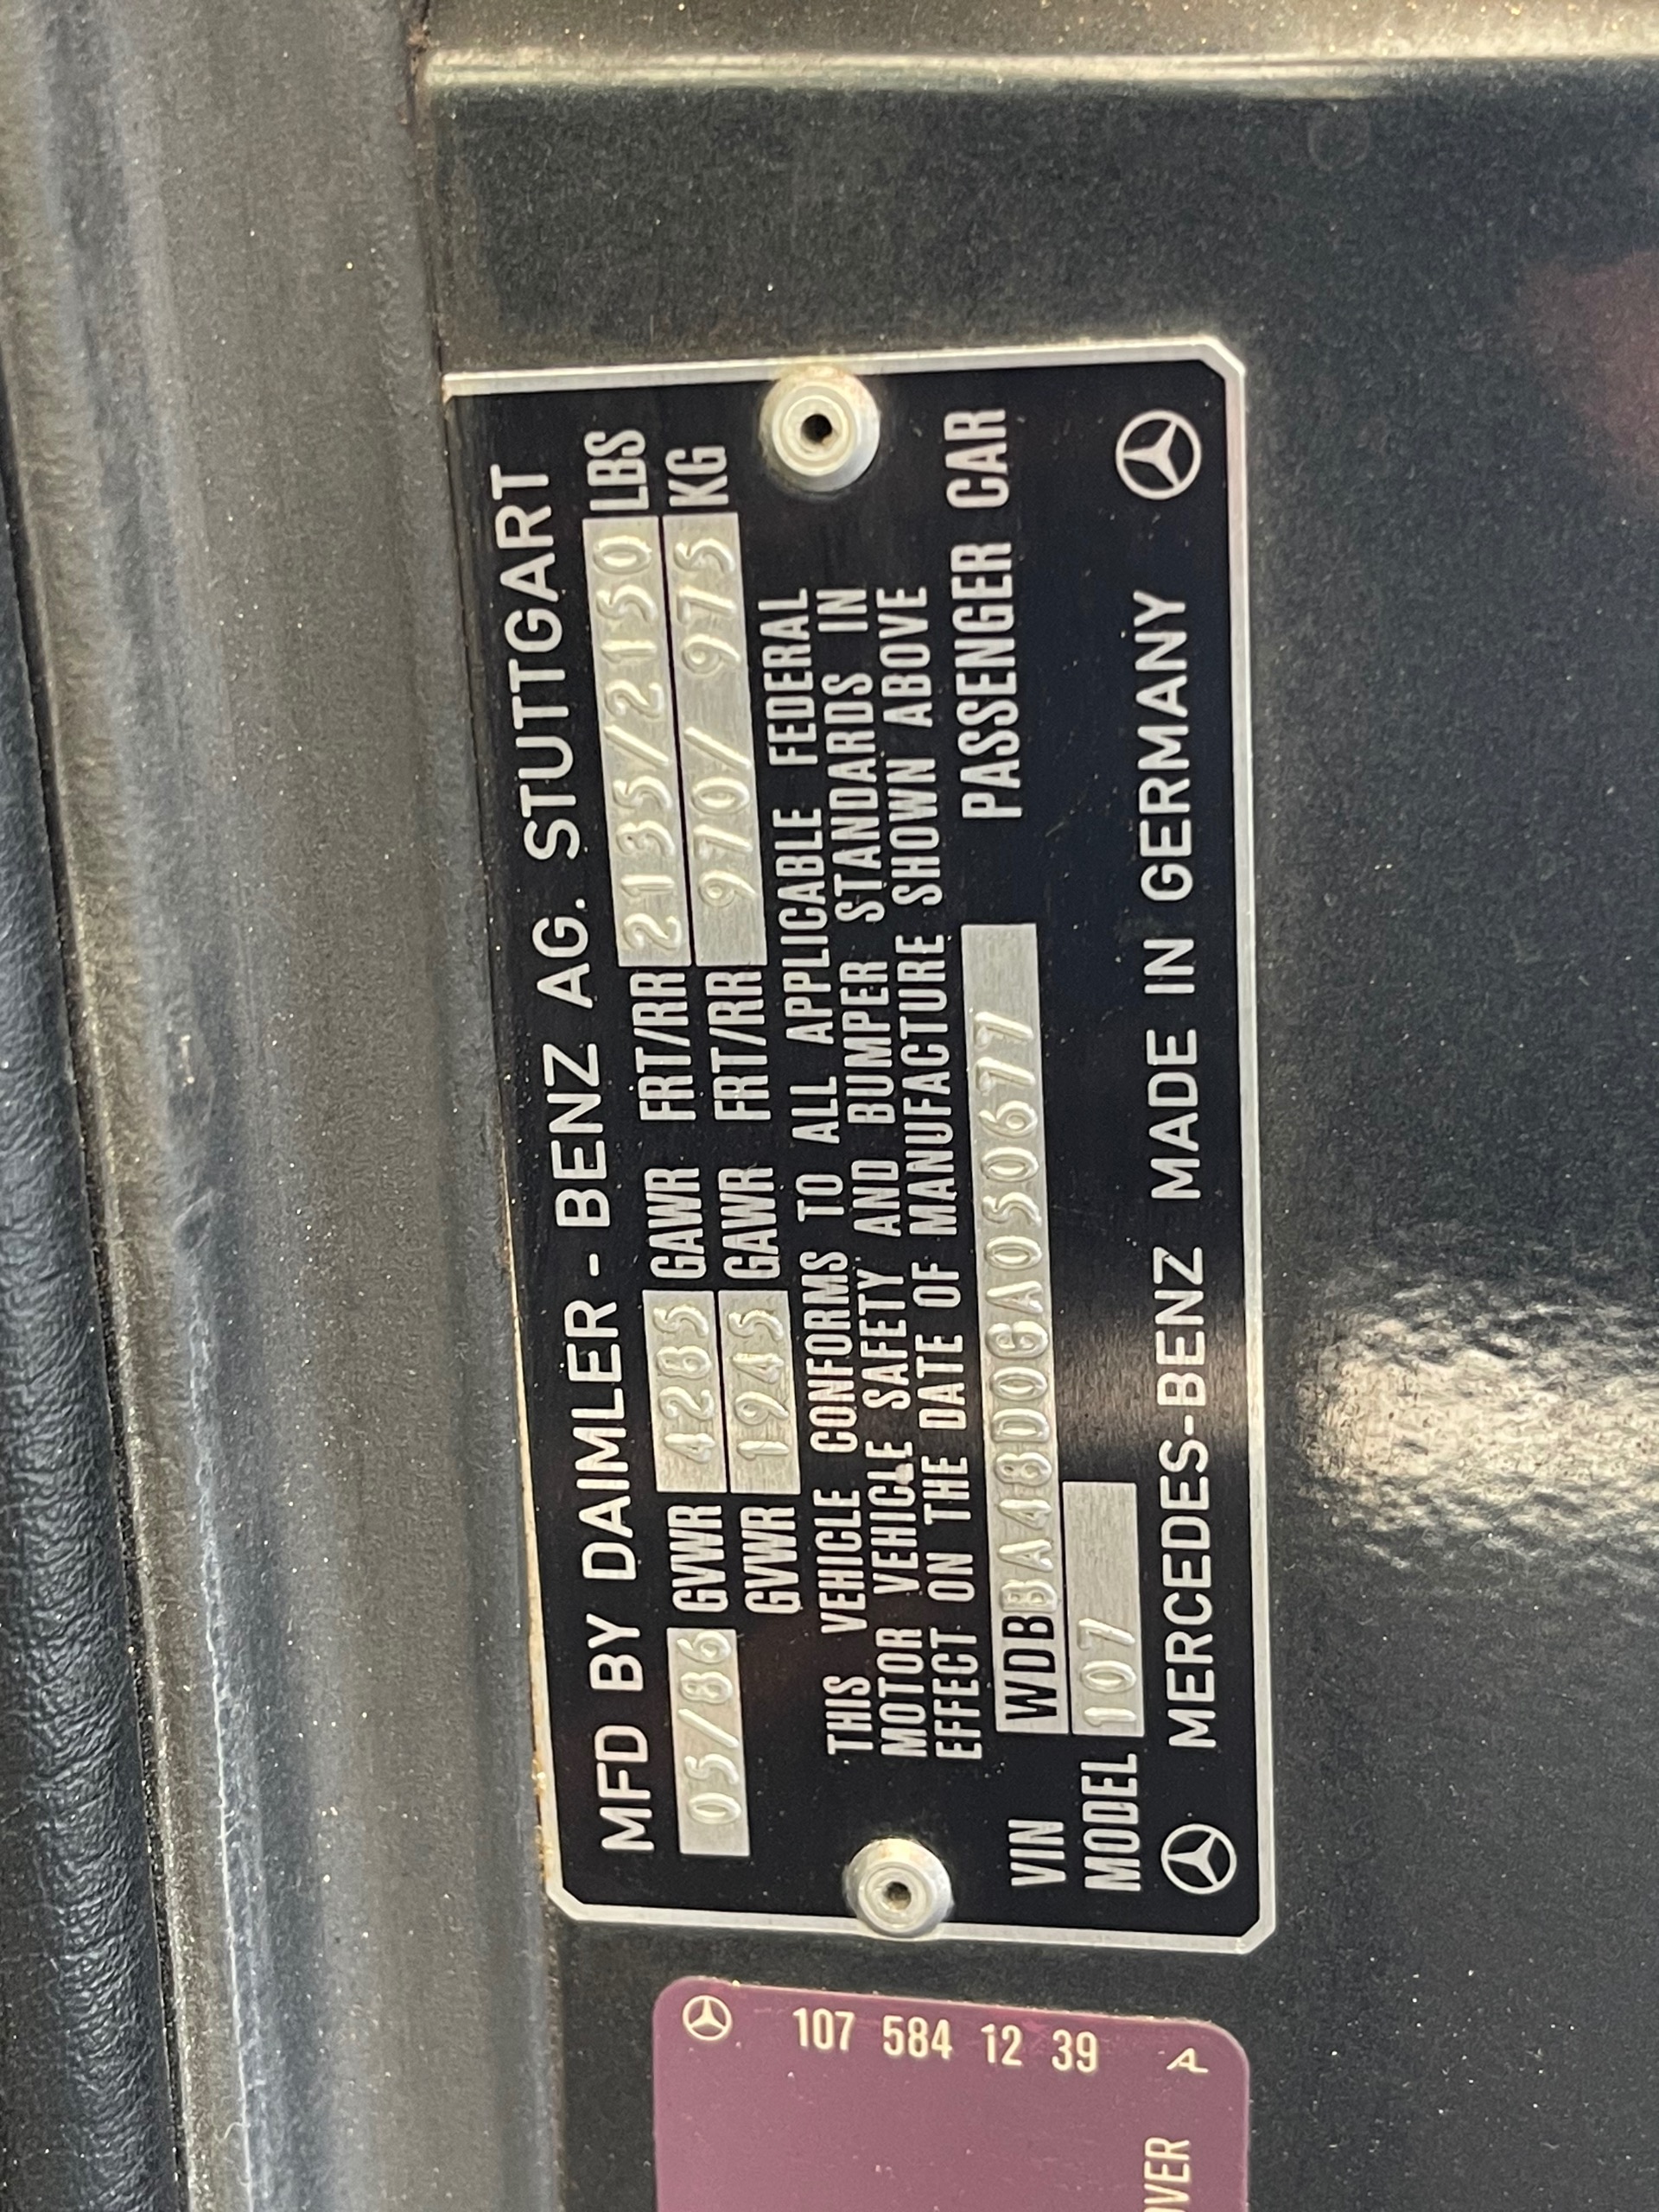 MFD BY DAIMLER - BENZ AG. STUTTGART
05/86 GVWR 4285 GAWR FRT/RR 2135/2150 LBS
GVWR 1945 GAWR FRT/RR 970/ 975 KG
THIS VEHICLE CONFORMS TO ALL APPLICABLE FEDERAL
MOTOR VEHICLE SAFETY AND BUMPER STANDARDS IN
EFFECT ON THE DATE OF MANUFACTURE SHOWN ABOVE
VIN WDBBA48D0GA050677 PASSENGER CAR
MODEL 107
MERCEDES-BENZ MADE IN GERMANY
107 584 12 39